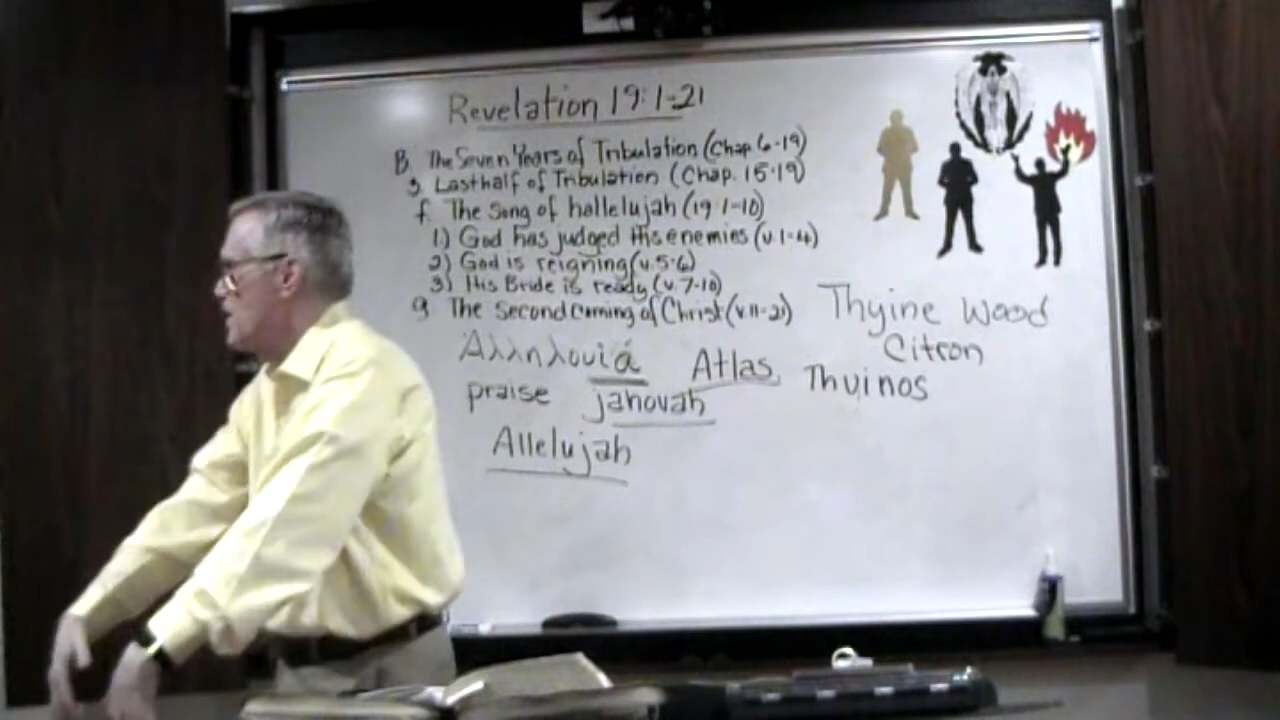 Revelation 19:1-21
B. The Seven Years of Tribulation (Chap. 6-19)
3. Last half of Tribulation (Chap. 15-19)
f. The Song of hallelujah (19:1-10)
1.) God has judged His enemies (v.1-4)
2) God is reigning (v.5-6)
3) His Bride is ready (v.7-10)
g The Second Coming of Christ (v.11-21)
Thyine Wood
Citron
Αλληλουιά Atlas Thuinos
praise jahovah
Allelujah